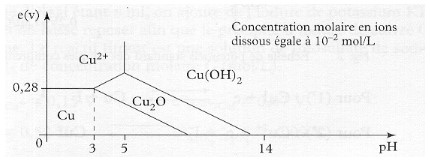 e(v)
Concentration molaire en ions
dissous égale à 10⁻² mol/L
Cu²⁺
Cu(OH)₂
0,28
Cu₂O
Cu
0
3
5
14
pH